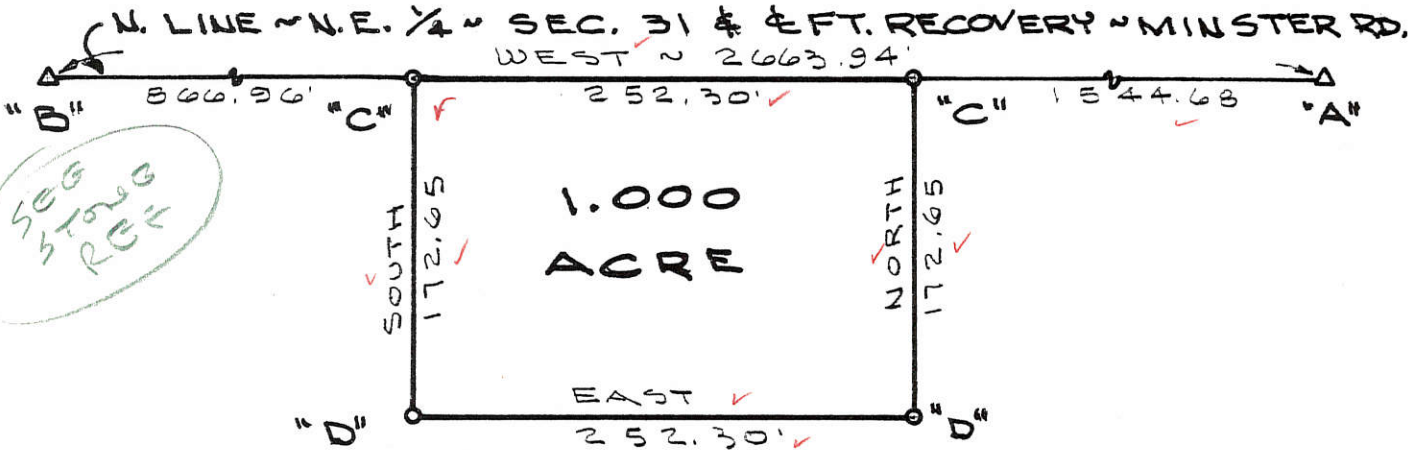 N. LINE ~ N.E. 1/4 ~ SEC. 31 & ℄ FT. RECOVERY ~ MINSTER RD.
WEST ~ 2663.94'
866.96'
252.30'
1544.68
"B"
"C"
"C"
"A"
SEE
STONE
REF
SOUTH
172.65
1.000
ACRE
NORTH
172.65
EAST
252.30'
"D"
"D"